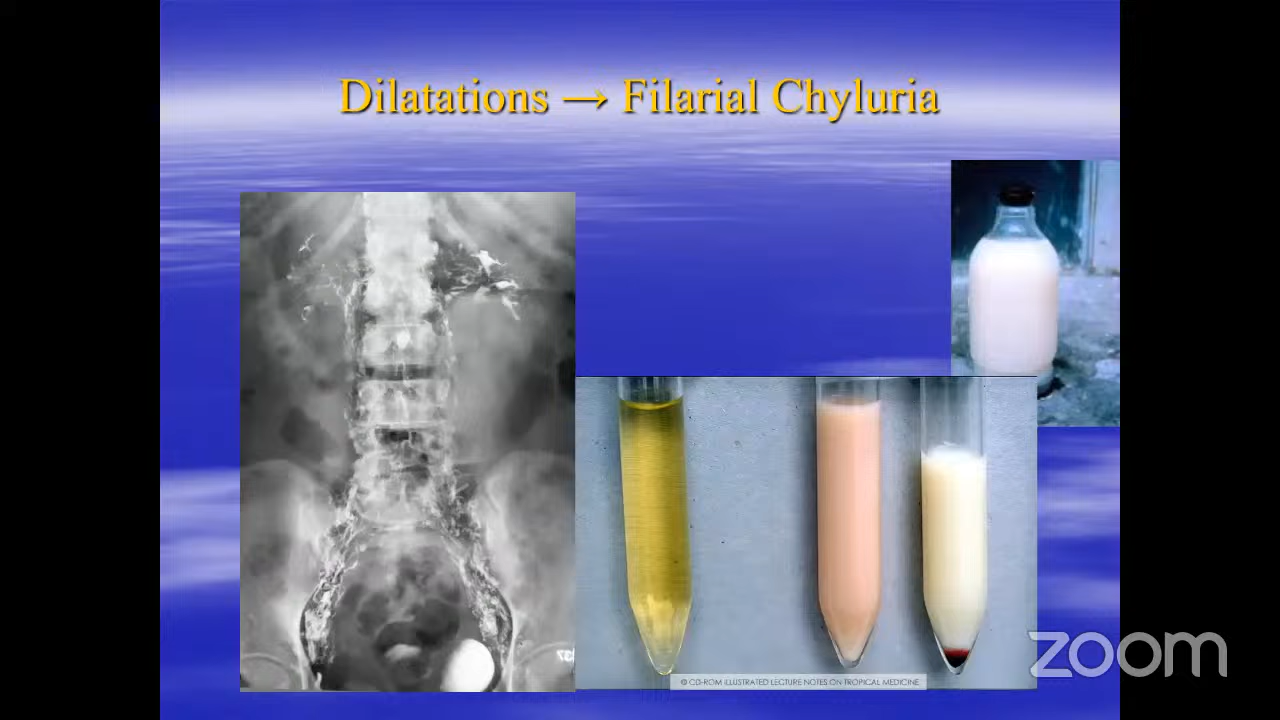 Dilatations → Filarial Chyluria
© CD-ROM ILLUSTRATED LECTURE NOTES ON TROPICAL MEDICINE
zoom